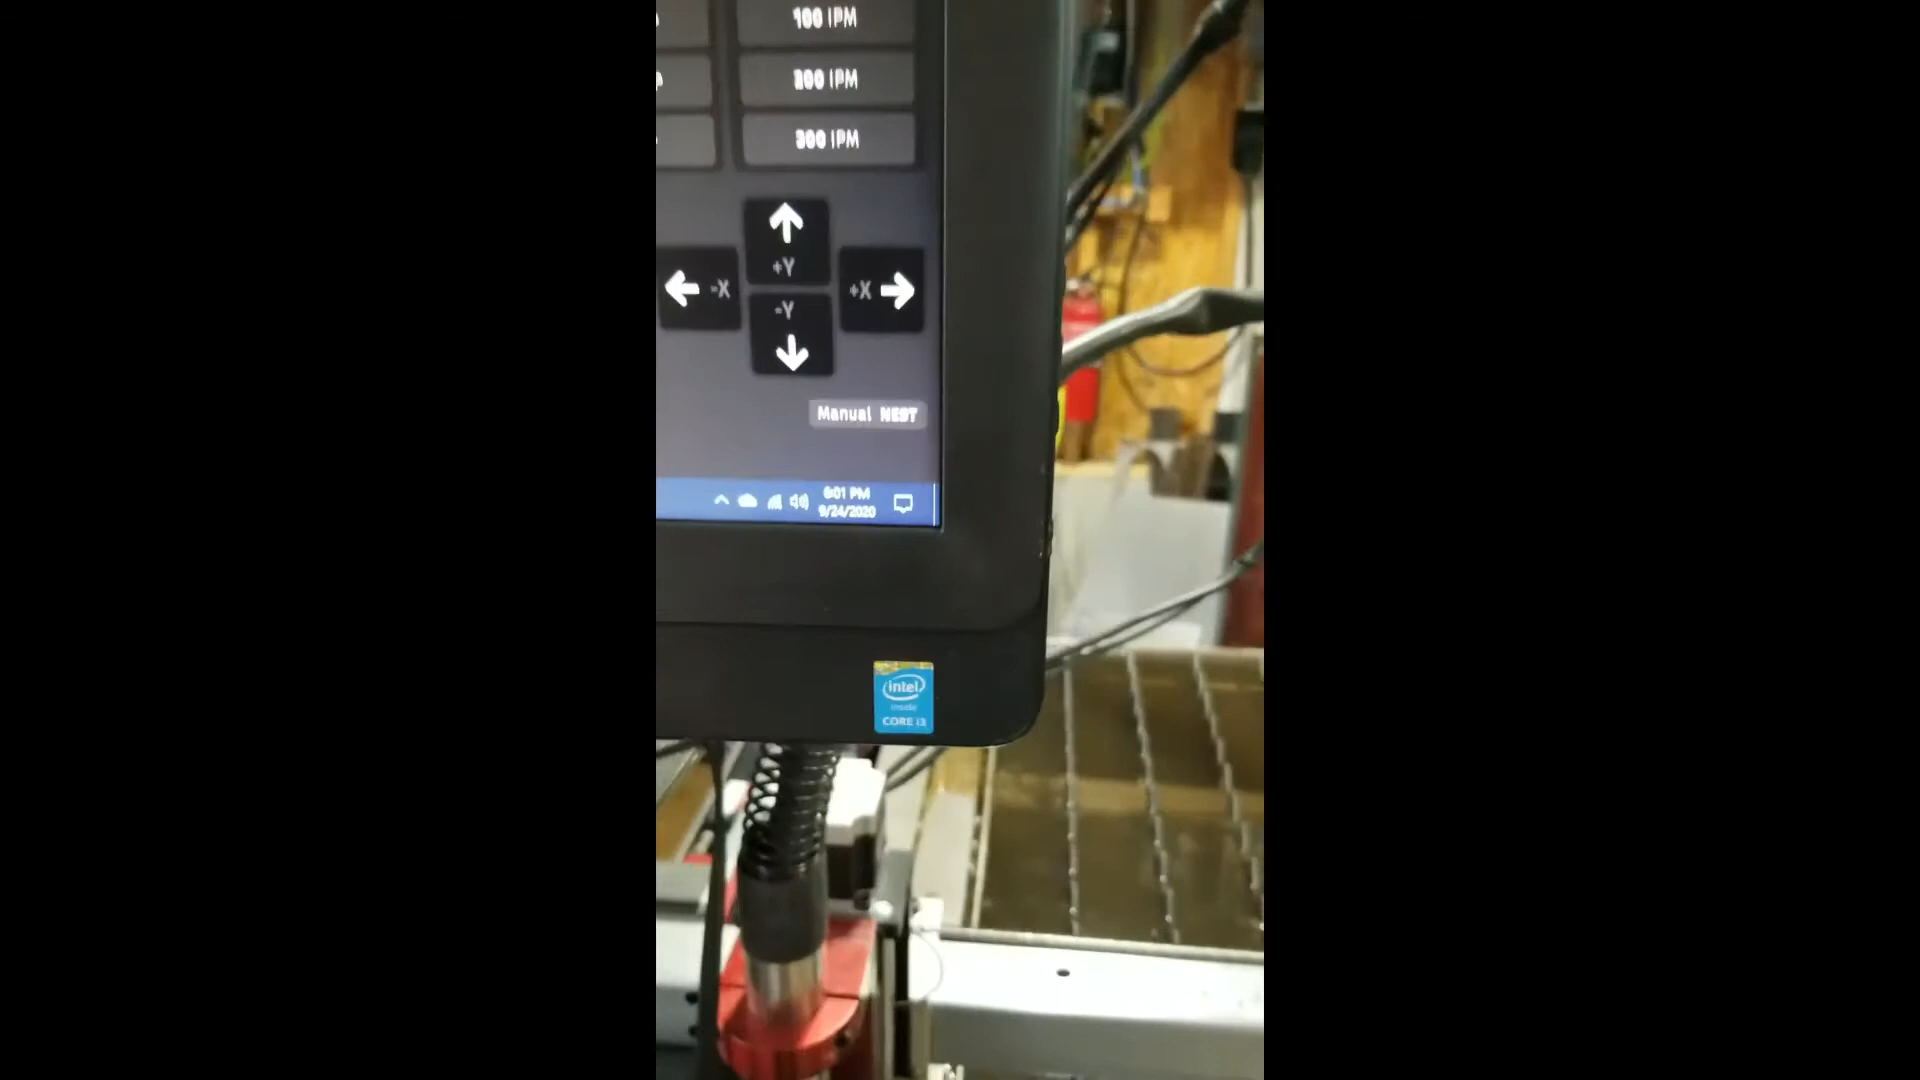 100 IPM
200 IPM
300 IPM
+Y
-X
+X
-Y
Manual NEST
6:01 PM
9/24/2020
intel
inside
CORE i3